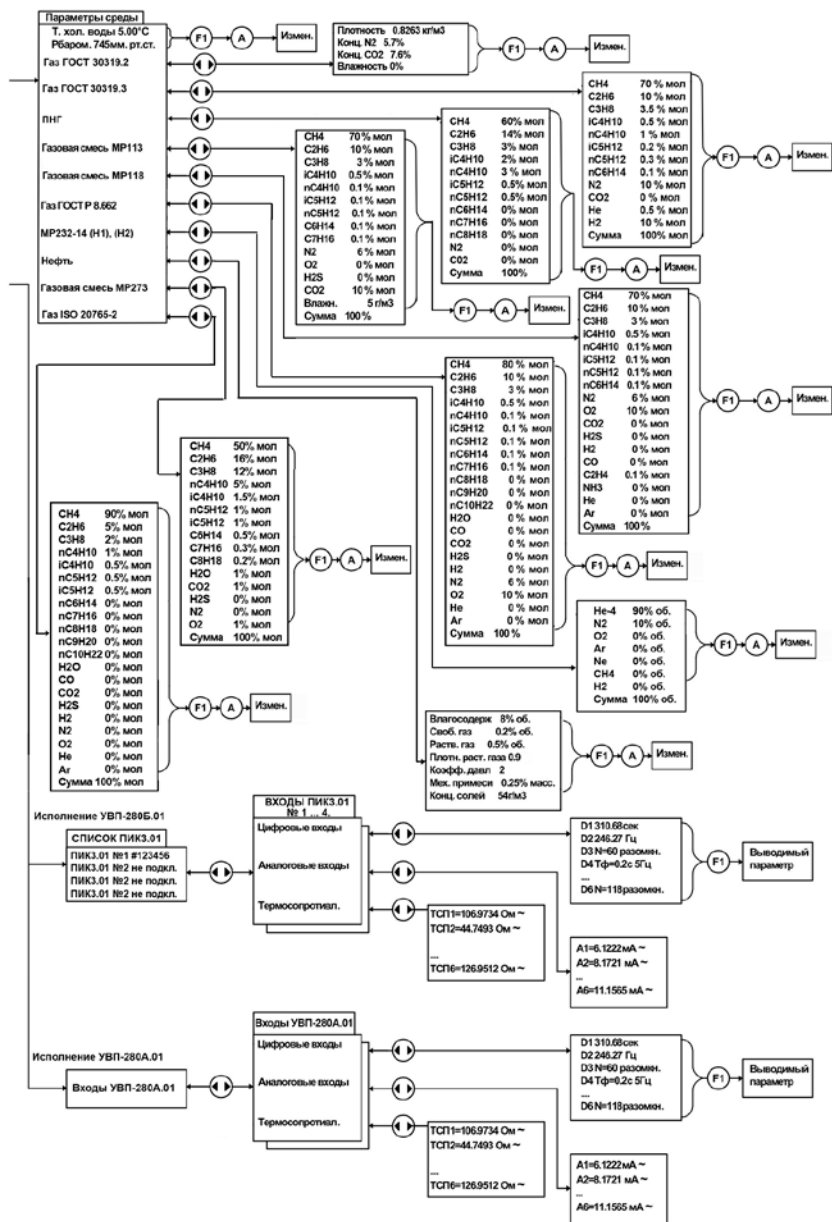 Параметры среды
Т. хол. воды 5.00°C
Рбаром. 745мм. рт.ст.
F1
A
Измен.
Газ ГОСТ 30319.2
Газ ГОСТ 30319.3
ПНГ
Газовая смесь МР113
Газовая смесь МР118
Газ ГОСТ Р 8.662
МР232-14 (Н1), (Н2)
Нефть
Газовая смесь МР273
Газ ISO 20765-2
Плотность 0.8263 кг/м3
Конц. N2 5.7%
Конц. CO2 7.6%
Влажность 0%
F1
A
Измен.
CH4 70 % мол
C2H6 10 % мол
C3H8 3.5 % мол
iC4H10 0.5 % мол
nC4H10 1 % мол
iC5H12 0.2 % мол
nC5H12 0.3 % мол
nC6H14 0.1 % мол
N2 10 % мол
CO2 0 % мол
He 0.5 % мол
H2 10 % мол
Сумма 100% мол
F1
A
Измен.
CH4 60% мол
C2H6 14% мол
C3H8 3% мол
iC4H10 2% мол
nC4H10 3 % мол
iC5H12 0.5% мол
nC5H12 0.5% мол
nC6H14 0% мол
nC7H16 0% мол
nC8H18 0% мол
N2 0% мол
C02 0% мол
Сумма 100%
F1
A
Измен.
CH4 70% мол
C2H6 10% мол
C3H8 3% мол
iC4H10 0.5% мол
nC4H10 0.1% мол
iC5H12 0.1% мол
nC5H12 0.1% мол
C6H14 0.1% мол
C7H16 0.1% мол
N2 6% мол
O2 0% мол
H2S 0% мол
CO2 10% мол
Влажн. 5 г/м3
Сумма 100%
F1
A
Измен.
CH4 70% мол
C2H6 10% мол
C3H8 3% мол
iC4H10 0.5% мол
nC4H10 0.1% мол
iC5H12 0.1% мол
nC5H12 0.1% мол
nC6H14 0.1% мол
N2 6% мол
O2 10% мол
CO2 0% мол
H2S 0% мол
H2 0% мол
CO 0% мол
C2H4 0.1% мол
NH3 0% мол
He 0% мол
Ar 0% мол
Сумма 100%
F1
A
Измен.
CH4 80 % мол
C2H6 10 % мол
C3H8 3 % мол
iC4H10 0.5 % мол
nC4H10 0.1 % мол
iC5H12 0.1 % мол
nC5H12 0.1 % мол
nC6H14 0.1 % мол
nC7H16 0.1 % мол
nC8H18 0 % мол
nC9H20 0 % мол
nC10H22 0 % мол
H2O 0 % мол
CO 0 % мол
CO2 0 % мол
H2S 0 % мол
H2 0 % мол
N2 6 % мол
O2 10 % мол
He 0 % мол
Ar 0 % мол
Сумма 100 %
F1
A
Измен.
CH4 50% мол
C2H6 16% мол
C3H8 12% мол
nC4H10 5% мол
iC4H10 1.5% мол
nC5H12 1% мол
iC5H12 1% мол
C6H14 0.5% мол
C7H16 0.3% мол
C8H18 0.2% мол
H2O 1% мол
CO2 1% мол
H2S 0% мол
N2 0% мол
O2 1% мол
Сумма 100% мол
F1
A
Измен.
CH4 90% мол
C2H6 5% мол
C3H8 2% мол
nC4H10 1% мол
iC4H10 0.5% мол
nC5H12 0.5% мол
iC5H12 0.5% мол
nC6H14 0% мол
nC7H16 0% мол
nC8H18 0% мол
nC9H20 0% мол
nC10H22 0% мол
H2O 0% мол
CO 0% мол
CO2 0% мол
H2S 0% мол
H2 0% мол
N2 0% мол
O2 0% мол
He 0% мол
Ar 0% мол
Сумма 100% мол
F1
A
Измен.
He-4 90% об.
N2 10% об.
O2 0% об.
Ar 0% об.
Ne 0% об.
CH4 0% об.
H2 0% об.
Сумма 100% об.
F1
A
Измен.
Влагосодерж 8% об.
Своб. газ 0.2% об.
Раств. газ 0.5% об.
Плотн. раст. газа 0.9
Коэфф. давл 2
Мех. примеси 0.25% масс.
Конц. солей 54г/м3
F1
A
Измен.
Исполнение УВП-280Б.01
СПИСОК ПИК3.01
ПИК3.01 №1 #123456
ПИК3.01 №2 не подкл.
ПИК3.01 №2 не подкл.
ПИК3.01 №2 не подкл.
ВХОДЫ ПИК3.01
№ 1 ... 4.
Цифровые входы
Аналоговые входы
Термосопротивл.
D1 310.68сек
D2 246.27 Гц
D3 N=60 разомкн.
D4 Тф=0.2с 5Гц
....
D6 N=118разомкн.
F1
Выводимый
параметр
ТСП1=106.9734 Ом ~
ТСП2=44.7493 Ом ~
...
ТСП6=126.9512 Ом ~
A1=6.1222мА ~
A2=8.1721 мА ~
...
A6=11.1565мА ~
Исполнение УВП-280А.01
Входы УВП-280А.01
Входы УВП-280А.01
Цифровые входы
Аналоговые входы
Термосопротивл.
D1 310.68сек
D2 246.27 Гц
D3 N=60 разомкн.
D4 Тф=0.2с 5Гц
....
D6 N=118разомкн.
F1
Выводимый
параметр
ТСП1=106.9734 Ом ~
ТСП2=44.7493 Ом ~
...
ТСП6=126.9512 Ом ~
A1=6.1222мА ~
A2=8.1721 мА ~
...
A6=11.1565мА ~